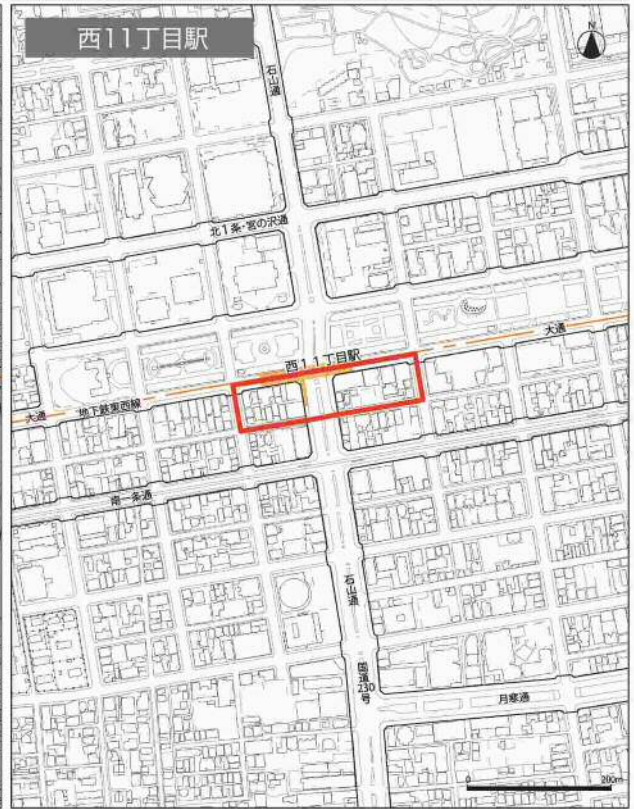 西11丁目駅
N
石山通
北1条・宮の沢通
西11丁目駅
大通
大通
地下鉄東西線
南一条通
石山通
国道230号
月寒通
0
200m